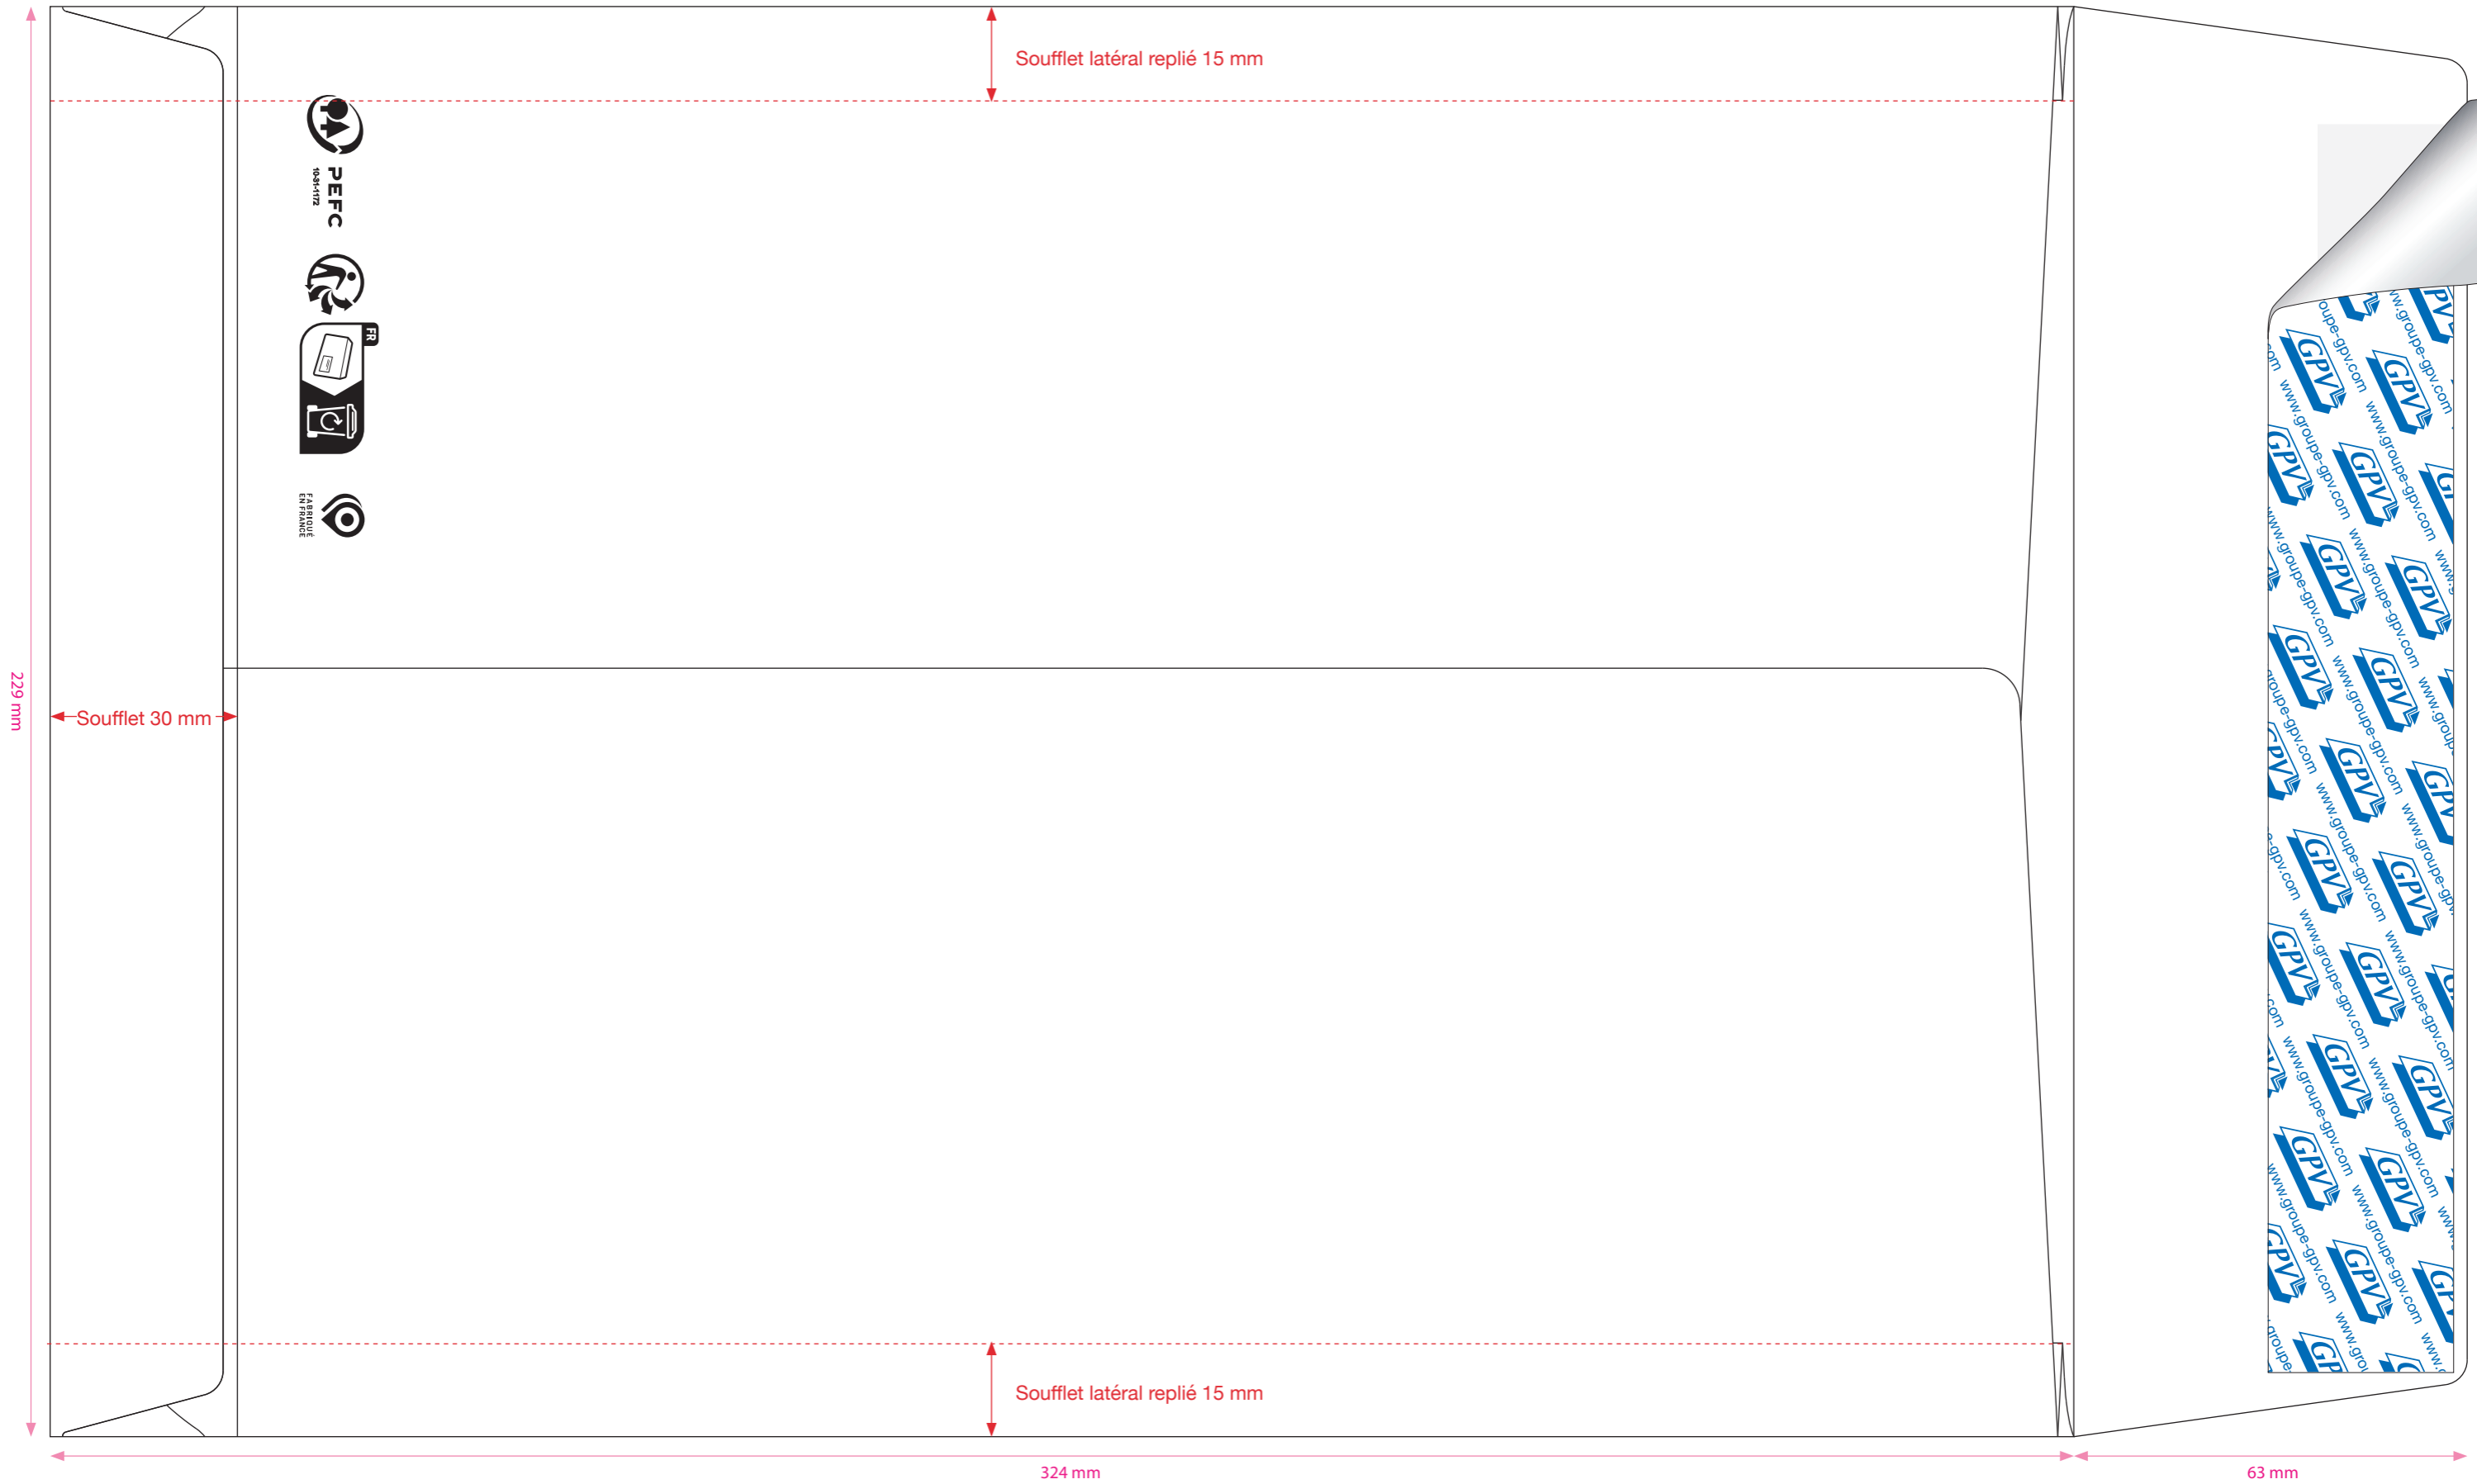 Soufflet latéral replié 15 mm
PEFC
10-31-1172
FR
FABRIQUÉ
EN FRANCE
229 mm
Soufflet 30 mm
Soufflet latéral replié 15 mm
324 mm
63 mm
GPV
www.groupe-gpv.com